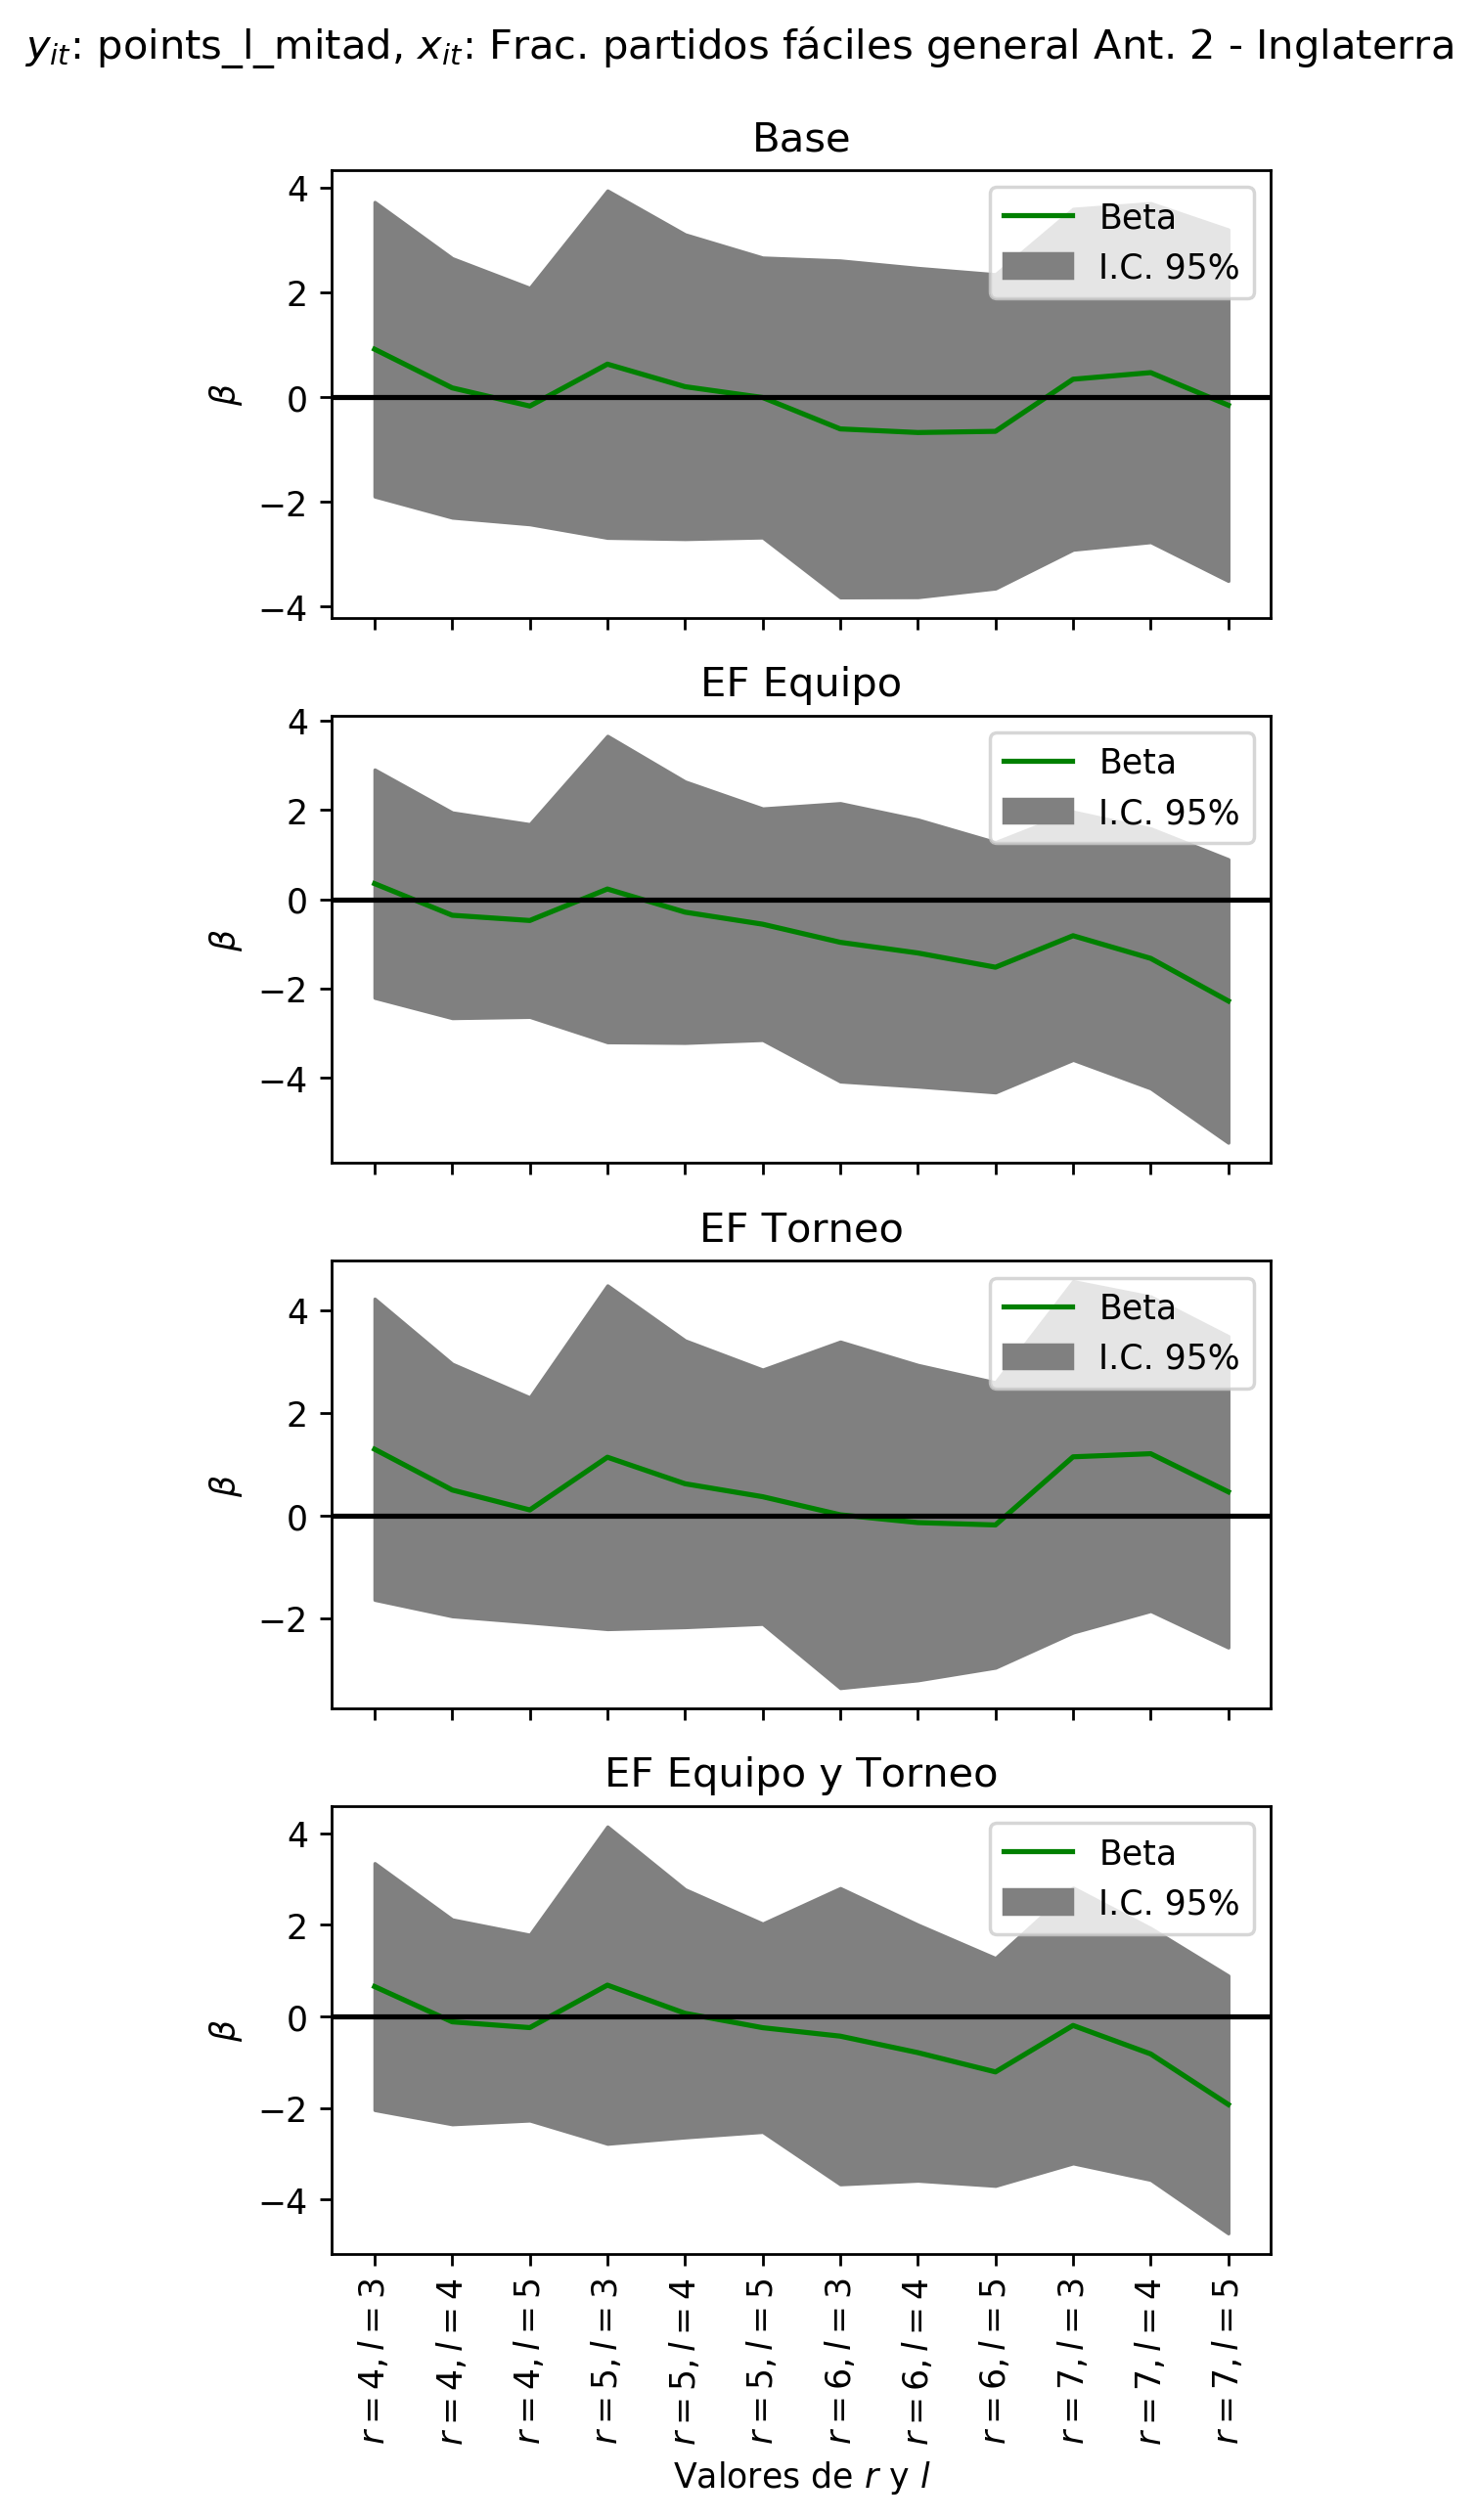 y_it: points_l_mitad, x_it: Frac. partidos fáciles general Ant. 2 - Inglaterra
Base
4
2
0
−2
−4
β
Beta
I.C. 95%
EF Equipo
4
2
0
−2
−4
β
Beta
I.C. 95%
EF Torneo
4
2
0
−2
β
Beta
I.C. 95%
EF Equipo y Torneo
4
2
0
−2
−4
β
Beta
I.C. 95%
r = 4, l = 3
r = 4, l = 4
r = 4, l = 5
r = 5, l = 3
r = 5, l = 4
r = 5, l = 5
r = 6, l = 3
r = 6, l = 4
r = 6, l = 5
r = 7, l = 3
r = 7, l = 4
r = 7, l = 5
Valores de r y l